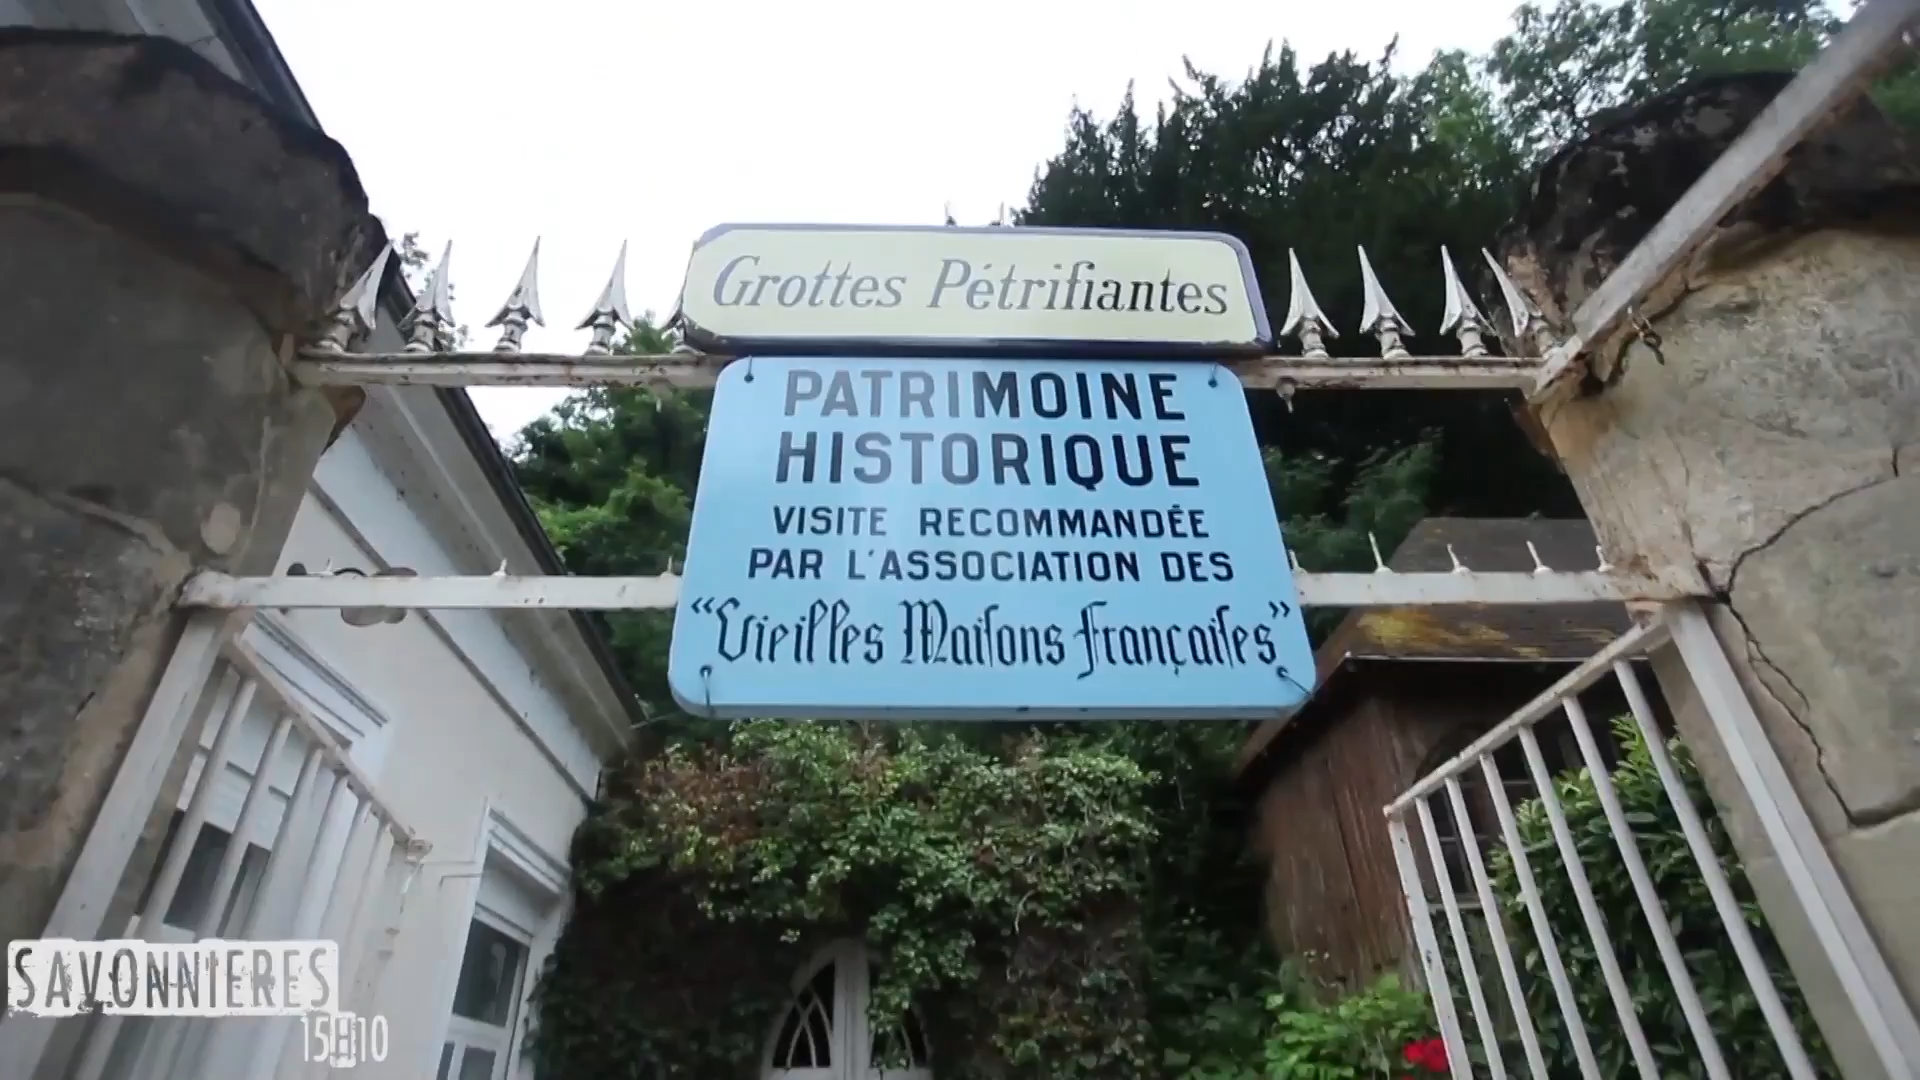 Grottes Pétrifiantes
PATRIMOINE
HISTORIQUE
VISITE RECOMMANDÉE
PAR L'ASSOCIATION DES
“Vieilles Maisons Françaises”
SAVONNIERES
15H10